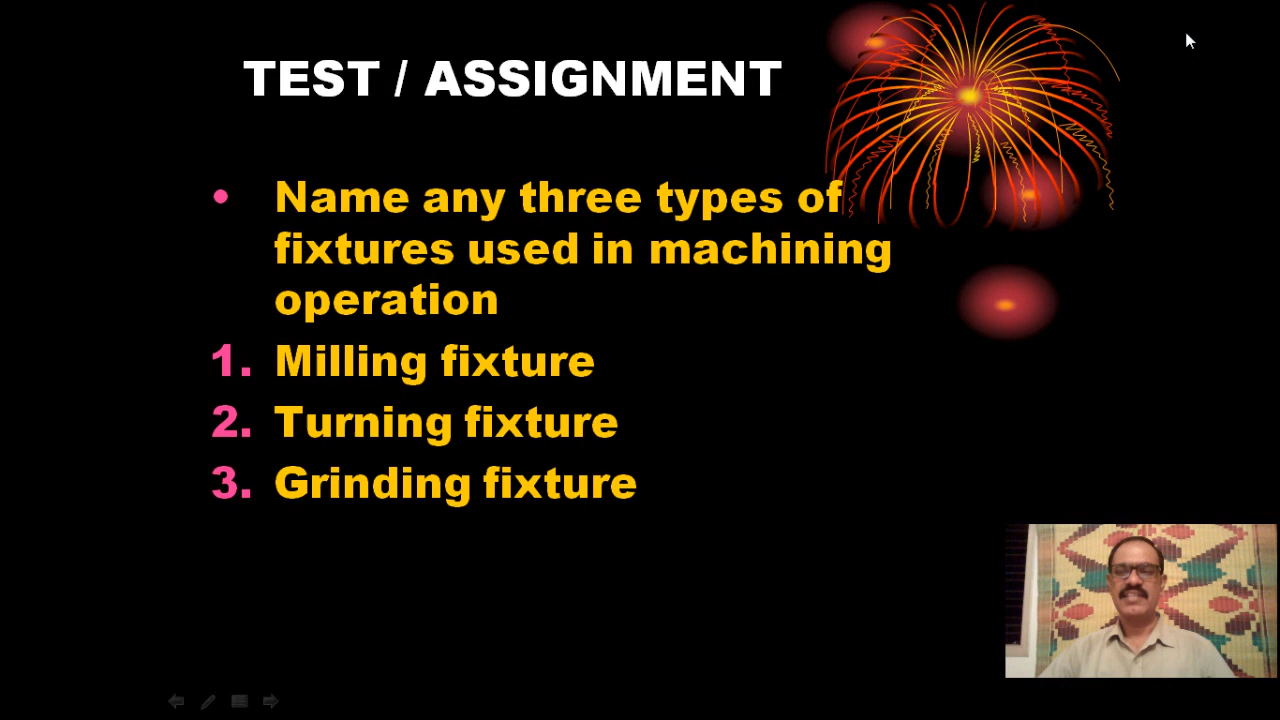 TEST / ASSIGNMENT
• Name any three types of
fixtures used in machining
operation
1. Milling fixture
2. Turning fixture
3. Grinding fixture